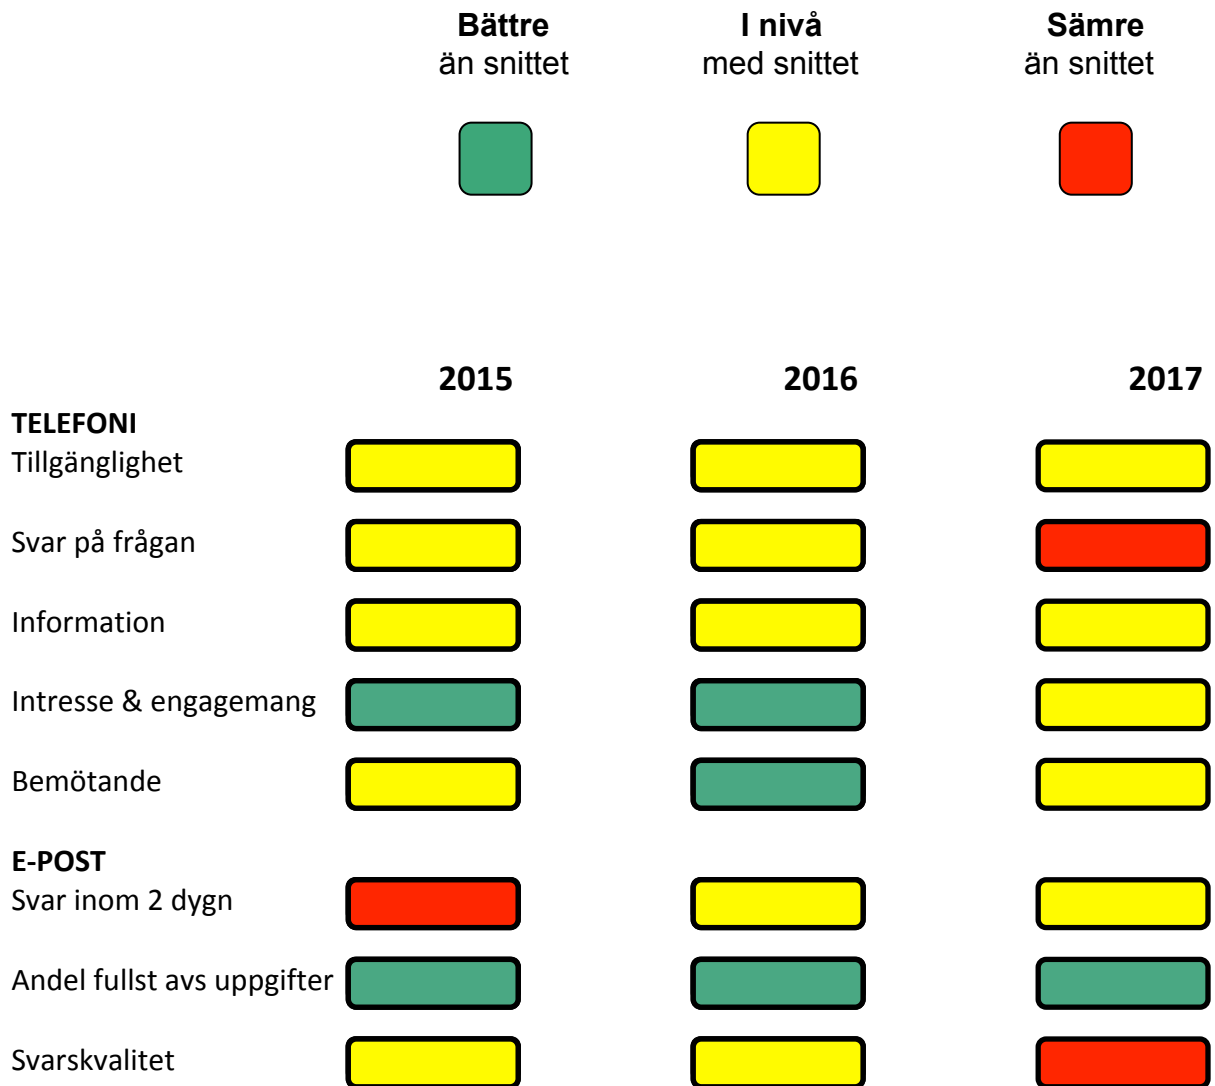 Bättre I nivå Sämre
än snittet med snittet än snittet
2015 2016 2017
TELEFONI
Tillgänglighet
Svar på frågan
Information
Intresse & engagemang
Bemötande
E-POST
Svar inom 2 dygn
Andel fullst avs uppgifter
Svarskvalitet